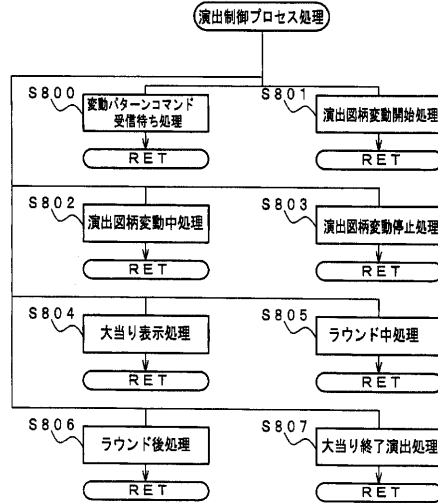 演出制御プロセス処理
S800
変動パターンコマンド
受信待ち処理
RET
S801
演出図柄変動開始処理
RET
S802
演出図柄変動中処理
RET
S803
演出図柄変動停止処理
RET
S804
大当り表示処理
RET
S805
ラウンド中処理
RET
S806
ラウンド後処理
RET
S807
大当り終了演出処理
RET